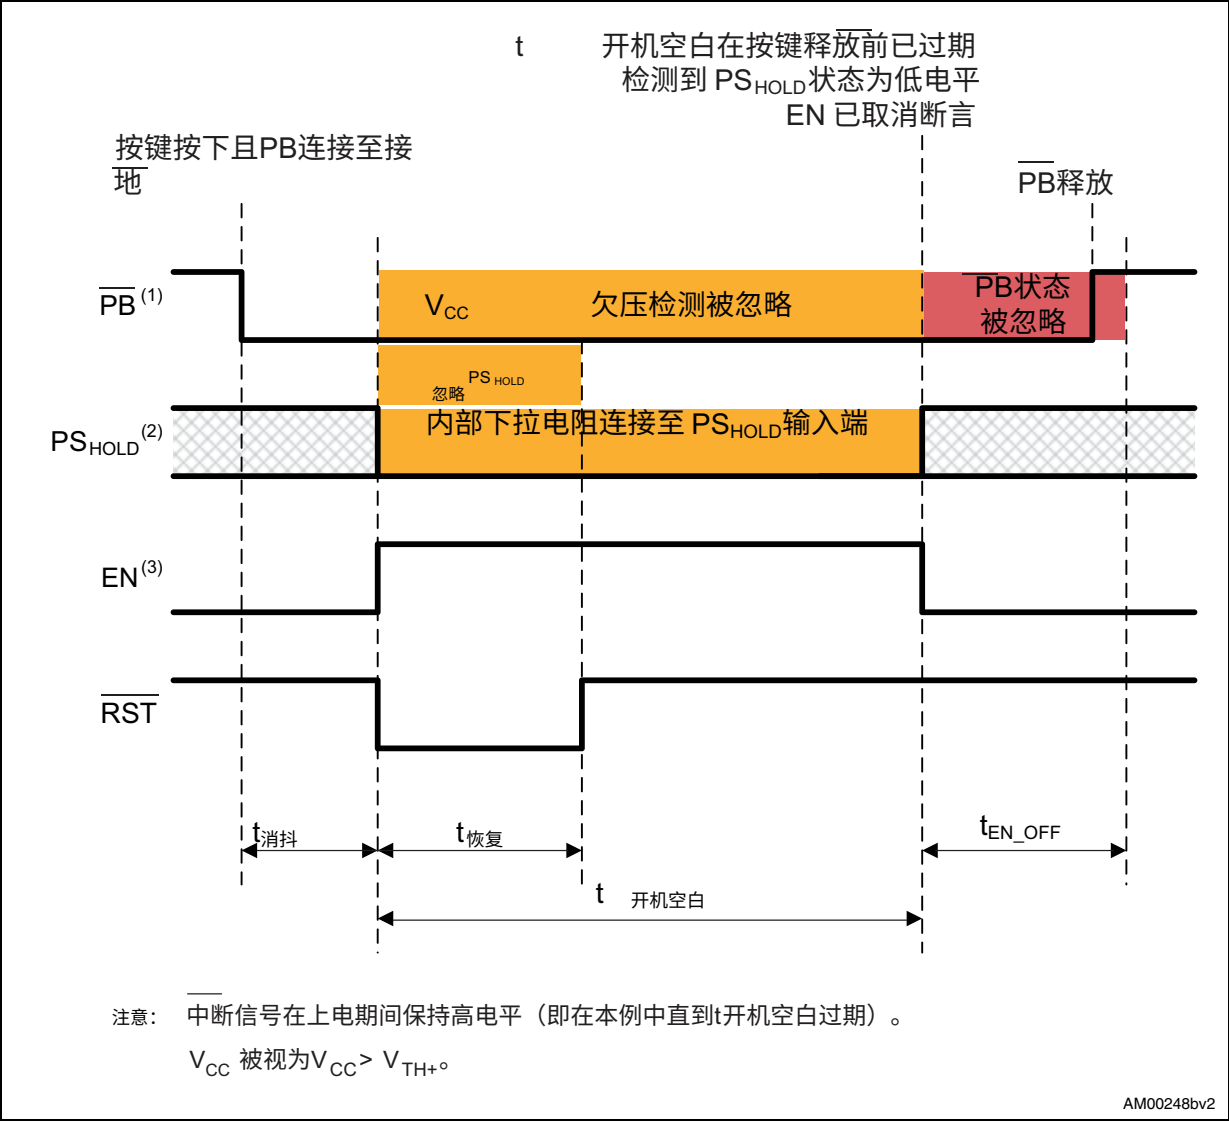 t 开机空白在按键释放前已过期
检测到 PSHOLD状态为低电平
EN 已取消断言
按键按下且PB连接至接
地
PB释放
PB(1)
VCC 欠压检测被忽略
PB状态
被忽略
忽略PS HOLD
PSHOLD(2)
内部下拉电阻连接至 PSHOLD输入端
EN(3)
RST
t消抖
t恢复
tEN_OFF
t 开机空白
注意: 中断信号在上电期间保持高电平（即在本例中直到t开机空白过期）。
VCC 被视为VCC> VTH+。
AM00248bv2